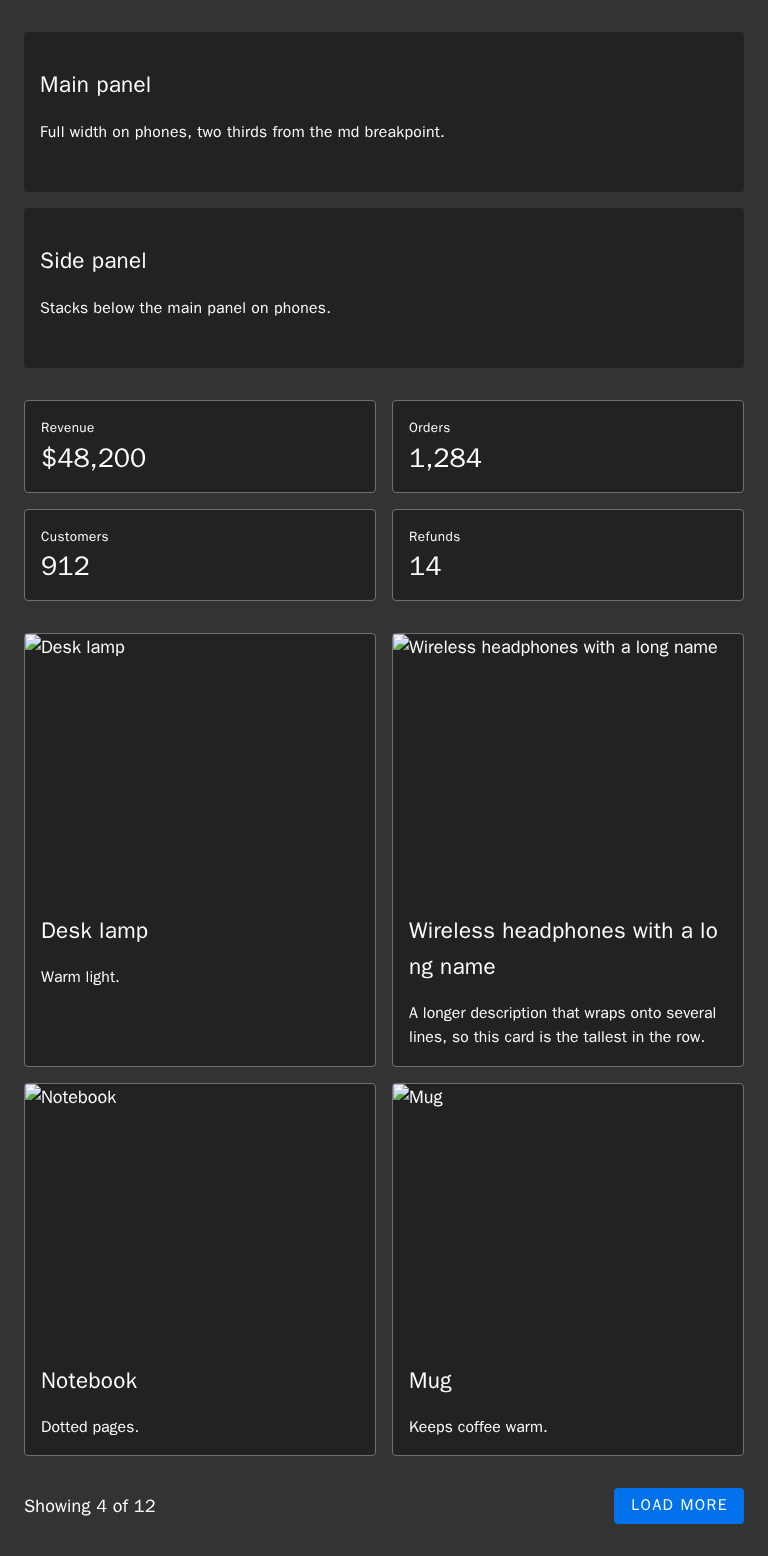 Main panel
Full width on phones, two thirds from the md breakpoint.
Side panel
Stacks below the main panel on phones.
Revenue
$48,200
Orders
1,284
Customers
912
Refunds
14
Desk lamp
Wireless headphones with a long name
Desk lamp
Warm light.
Wireless headphones with a lo
ng name
A longer description that wraps onto several
lines, so this card is the tallest in the row.
Notebook
Mug
Notebook
Dotted pages.
Mug
Keeps coffee warm.
Showing 4 of 12
LOAD MORE